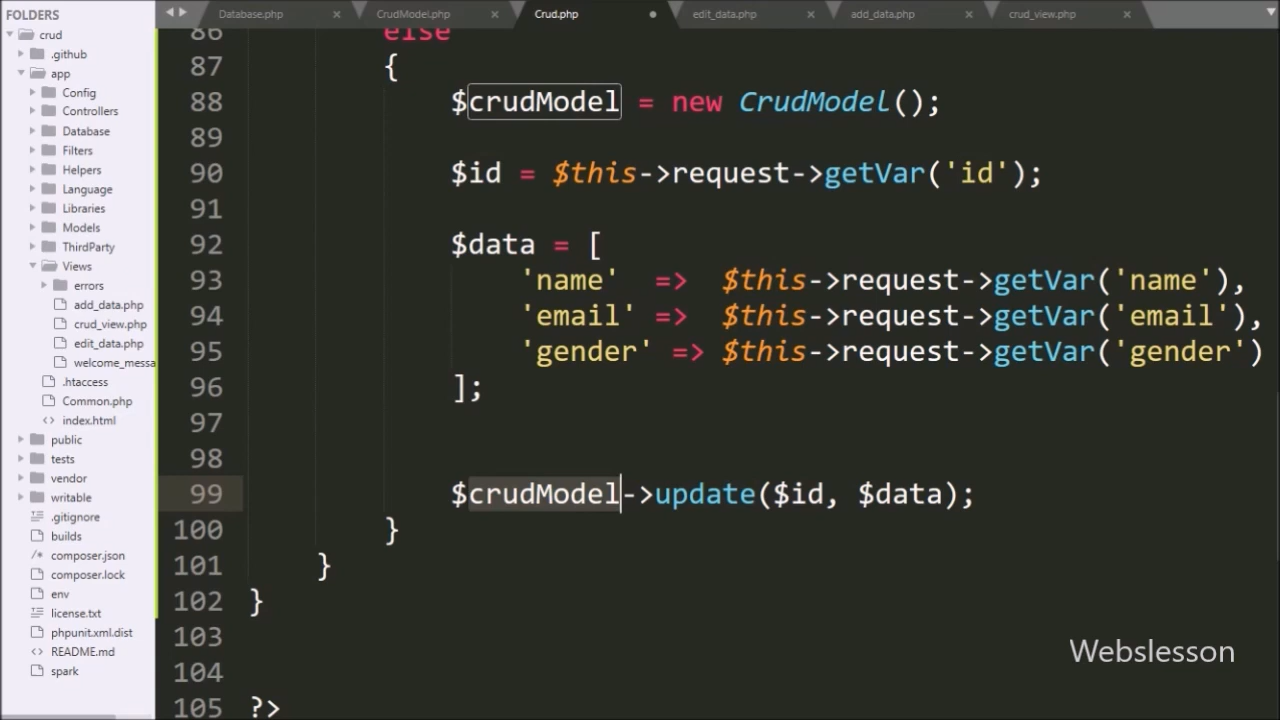 FOLDERS
crud
.github
app
Config
Controllers
Database
Filters
Helpers
Language
Libraries
Models
ThirdParty
Views
errors
add_data.php
crud_view.php
edit_data.php
welcome_messa
.htaccess
Common.php
index.html
public
tests
vendor
writable
.gitignore
builds
composer.json
composer.lock
env
license.txt
phpunit.xml.dist
README.md
spark
Database.php × CrudModel.php × Crud.php edit_data.php × add_data.php × crud_view.php ×
86 else
87 {
88 $crudModel = new CrudModel();
89
90 $id = $this->request->getVar('id');
91
92 $data = [
93 'name' => $this->request->getVar('name'),
94 'email' => $this->request->getVar('email'),
95 'gender' => $this->request->getVar('gender')
96 ];
97
98
99 $crudModel->update($id, $data);
100 }
101 }
102 }
103
104
105 ?>
Webslesson